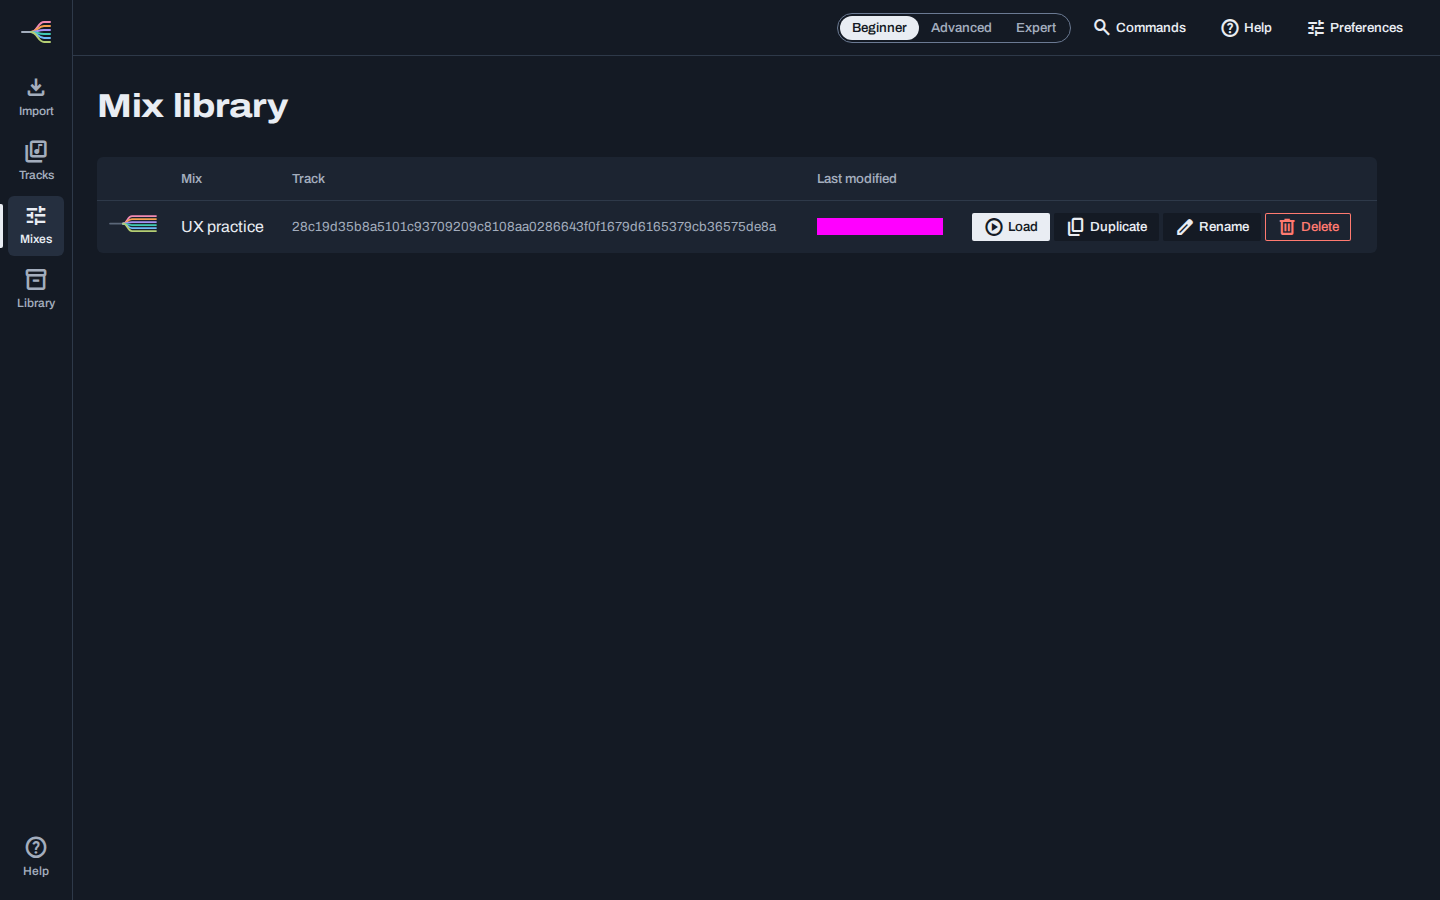 Beginner Advanced Expert Commands Help Preferences
Import
Tracks
Mixes
Library
Help
Mix library
Mix Track Last modified
UX practice 28c19d35b8a5101c93709209c8108aa0286643f0f1679d6165379cb36575de8a Load Duplicate Rename Delete